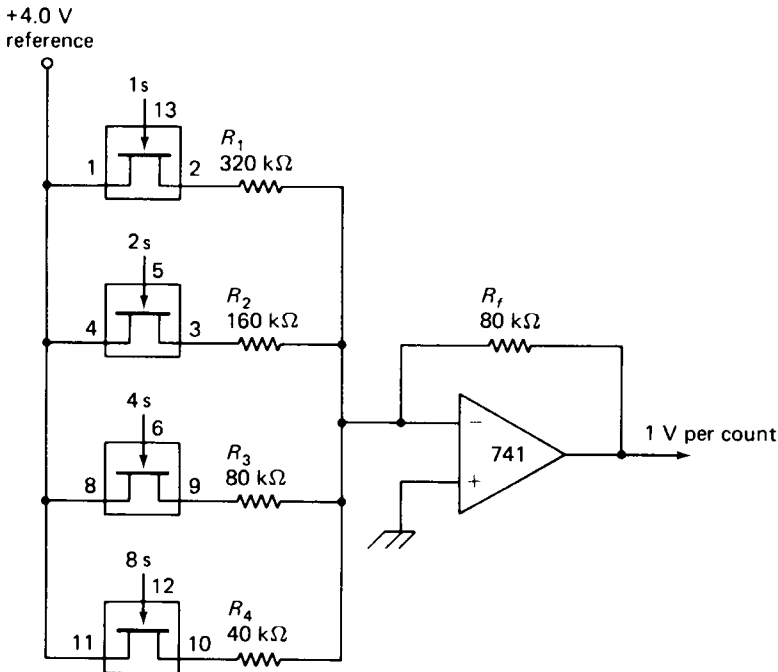 +4.0 V
reference
1s
13
1
2
R1
320 kΩ
2s
5
4
3
R2
160 kΩ
4s
6
8
9
R3
80 kΩ
8s
12
11
10
R4
40 kΩ
Rf
80 kΩ
−
741
+
1 V per count